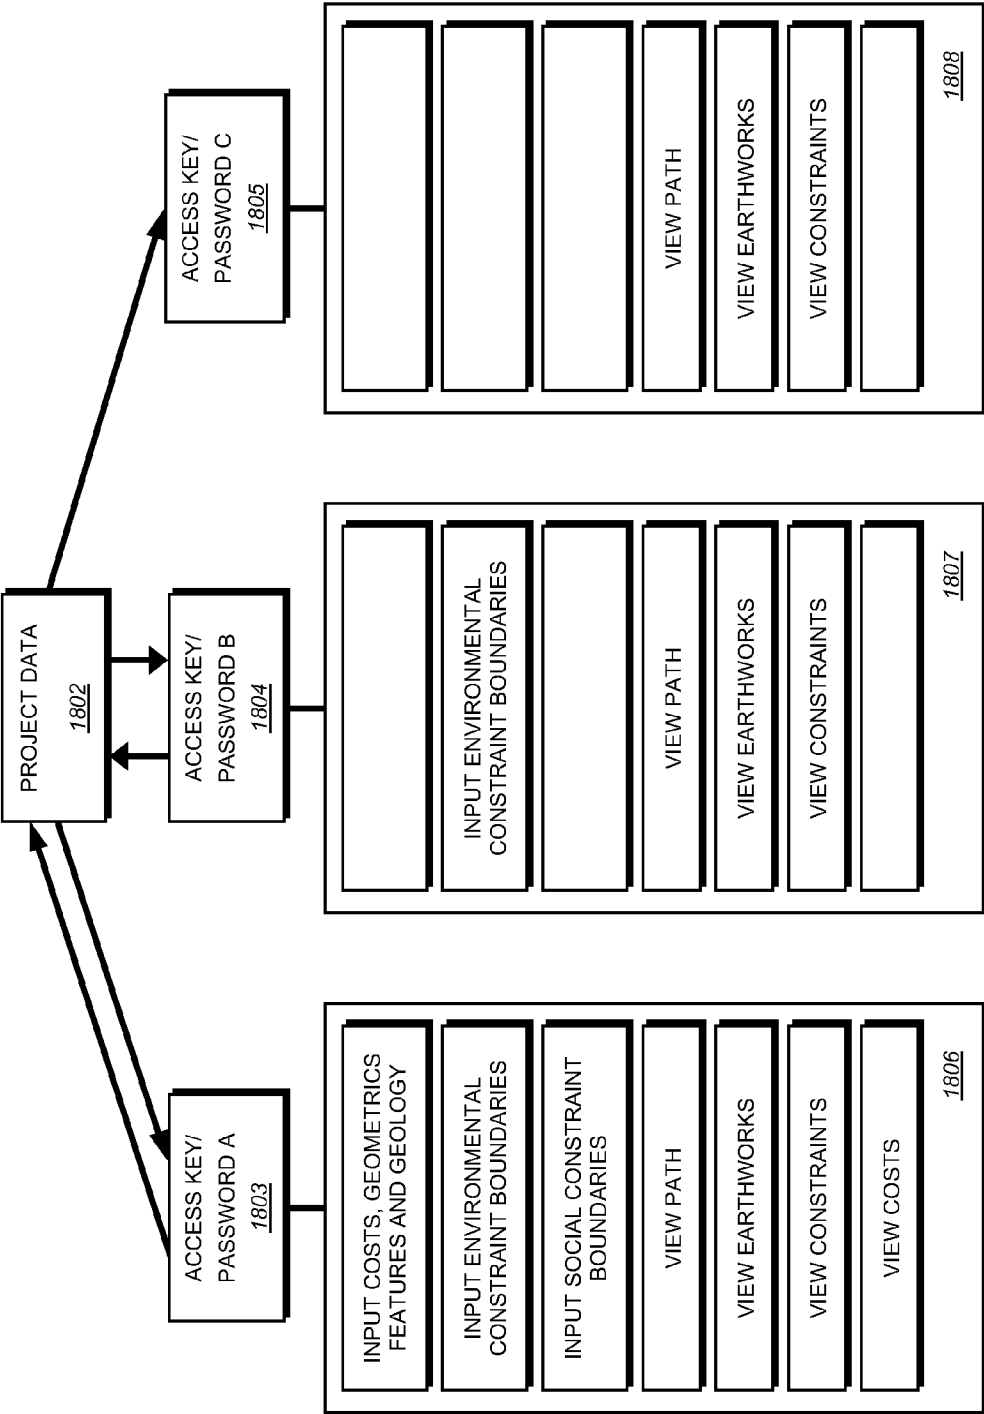 PROJECT DATA
1802
ACCESS KEY/
PASSWORD A
1803
ACCESS KEY/
PASSWORD B
1804
ACCESS KEY/
PASSWORD C
1805
INPUT COSTS, GEOMETRICS
FEATURES AND GEOLOGY
INPUT ENVIRONMENTAL
CONSTRAINT BOUNDARIES
INPUT SOCIAL CONSTRAINT
BOUNDARIES
VIEW PATH
VIEW EARTHWORKS
VIEW CONSTRAINTS
VIEW COSTS
1806
INPUT ENVIRONMENTAL
CONSTRAINT BOUNDARIES
VIEW PATH
VIEW EARTHWORKS
VIEW CONSTRAINTS
1807
VIEW PATH
VIEW EARTHWORKS
VIEW CONSTRAINTS
1808